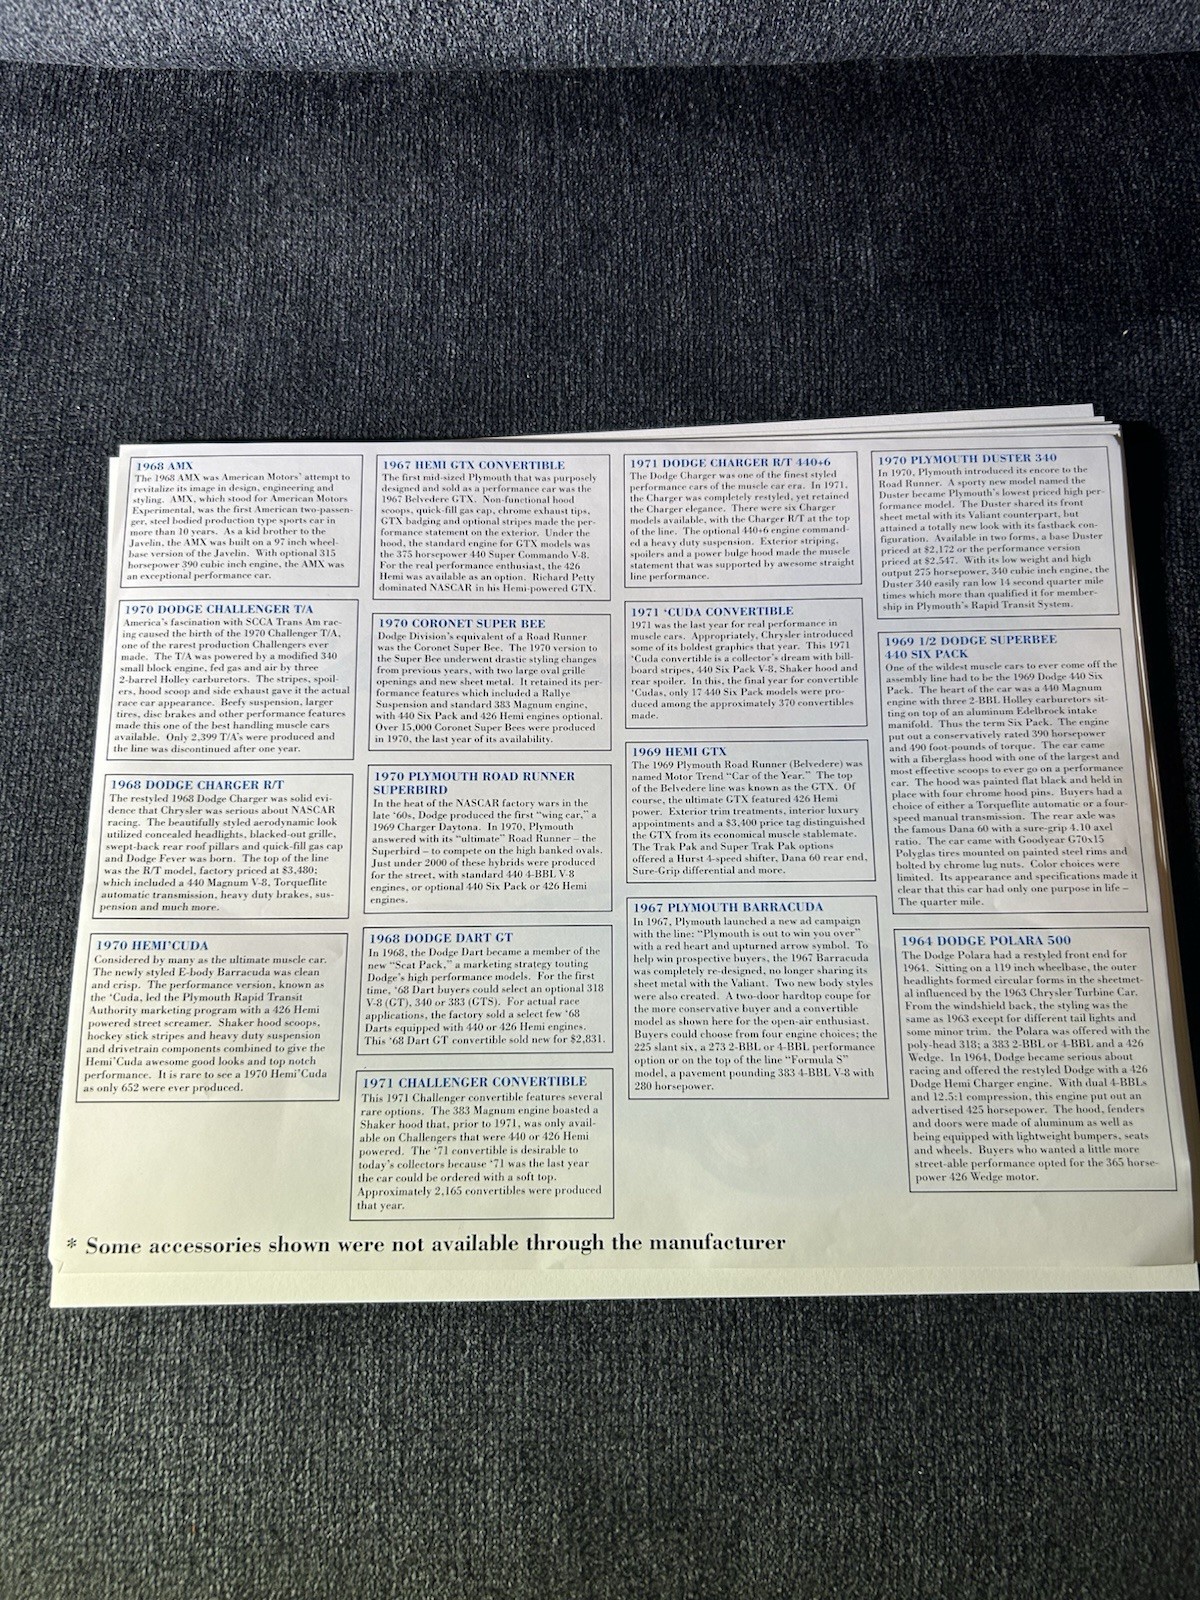 1968 AMX
The 1968 AMX was American Motors' attempt to
revitalize its image in design, engineering and
styling. AMX, which stood for American Motors
Experimental, was the first American two-passen-
ger, steel bodied production type sports car in
more than 10 years. As a kid brother to the
Javelin, the AMX was built on a 97 inch wheel-
base version of the Javelin. With optional 315
horsepower 390 cubic inch engine, the AMX was
an exceptional performance car.
1970 DODGE CHALLENGER T/A
America's fascination with SCCA Trans Am rac-
ing caused the birth of the 1970 Challenger T/A,
one of the rarest production Challengers ever
made. The T/A was powered by a modified 340
small block engine, fed gas and air by three
2-barrel Holley carburetors. The stripes, spoil-
ers, hood scoop and side exhaust gave it the actual
race car appearance. Beefy suspension, larger
tires, disc brakes and other performance features
made this one of the best handling muscle cars
available. Only 2,399 T/A's were produced and
the line was discontinued after one year.
1968 DODGE CHARGER R/T
The restyled 1968 Dodge Charger was solid evi-
dence that Chrysler was serious about NASCAR
racing. The beautifully styled aerodynamic look
utilized concealed headlights, blacked-out grille,
swept-back rear roof pillars and quick-fill gas cap
and Dodge Fever was born. The top of the line
was the R/T model, factory priced at $3,480;
which included a 440 Magnum V-8, Torqueflite
automatic transmission, heavy duty brakes, sus-
pension and much more.
1970 HEMI'CUDA
Considered by many as the ultimate muscle car.
The newly styled E-body Barracuda was clean
and crisp. The performance version, known as
the 'Cuda, led the Plymouth Rapid Transit
Authority marketing program with a 426 Hemi
powered street screamer. Shaker hood scoops,
hockey stick stripes and heavy duty suspension
and drivetrain components combined to give the
Hemi'Cuda awesome good looks and top notch
performance. It is rare to see a 1970 Hemi'Cuda
as only 652 were ever produced.
1967 HEMI GTX CONVERTIBLE
The first mid-sized Plymouth that was purposely
designed and sold as a performance car was the
1967 Belvedere GTX. Non-functional hood
scoops, quick-fill gas cap, chrome exhaust tips,
GTX badging and optional stripes made the per-
formance statement on the exterior. Under the
hood, the standard engine for GTX models was
the 375 horsepower 440 Super Commando V-8.
For the real performance enthusiast, the 426
Hemi was available as an option. Richard Petty
dominated NASCAR in his Hemi-powered GTX.
1970 CORONET SUPER BEE
Dodge Division's equivalent of a Road Runner
was the Coronet Super Bee. The 1970 version to
the Super Bee underwent drastic styling changes
from previous years, with two large oval grille
openings and new sheet metal. It retained its per-
formance features which included a Rallye
Suspension and standard 383 Magnum engine,
with 440 Six Pack and 426 Hemi engines optional.
Over 15,000 Coronet Super Bees were produced
in 1970, the last year of its availability.
1970 PLYMOUTH ROAD RUNNER
SUPERBIRD
In the heat of the NASCAR factory wars in the
late '60s, Dodge produced the first "wing car," a
1969 Charger Daytona. In 1970, Plymouth
answered with its "ultimate" Road Runner – the
Superbird – to compete on the high banked ovals.
Just under 2000 of these hybrids were produced
for the street, with standard 440 4-BBL V-8
engines, or optional 440 Six Pack or 426 Hemi
engines.
1968 DODGE DART GT
In 1968, the Dodge Dart became a member of the
new "Scat Pack," a marketing strategy touting
Dodge's high performance models. For the first
time, '68 Dart buyers could select an optional 318
V-8 (GT), 340 or 383 (GTS). For actual race
applications, the factory sold a select few '68
Darts equipped with 440 or 426 Hemi engines.
This '68 Dart GT convertible sold new for $2,831.
1971 CHALLENGER CONVERTIBLE
This 1971 Challenger convertible features several
rare options. The 383 Magnum engine boasted a
Shaker hood that, prior to 1971, was only avail-
able on Challengers that were 440 or 426 Hemi
powered. The '71 convertible is desirable to
today's collectors because '71 was the last year
the car could be ordered with a soft top.
Approximately 2,165 convertibles were produced
that year.
1971 DODGE CHARGER R/T 440+6
The Dodge Charger was one of the finest styled
performance cars of the muscle car era. In 1971,
the Charger was completely restyled, yet retained
the Charger elegance. There were six Charger
models available, with the Charger R/T at the top
of the line. The optional 440+6 engine command-
ed a heavy duty suspension. Exterior striping,
spoilers and a power bulge hood made the muscle
statement that was supported by awesome straight
line performance.
1971 'CUDA CONVERTIBLE
1971 was the last year for real performance in
muscle cars. Appropriately, Chrysler introduced
some of its boldest graphics that year. This 1971
'Cuda convertible is a collector's dream with bill-
board stripes, 440 Six Pack V-8, Shaker hood and
rear spoiler. In this, the final year for convertible
'Cudas, only 17 440 Six Pack models were pro-
duced among the approximately 370 convertibles
made.
1969 HEMI GTX
The 1969 Plymouth Road Runner (Belvedere) was
named Motor Trend "Car of the Year." The top
of the Belvedere line was known as the GTX. Of
course, the ultimate GTX featured 426 Hemi
power. Exterior trim treatments, interior luxury
appointments and a $3,400 price tag distinguished
the GTX from its economical muscle stablemate.
The Trak Pak and Super Trak Pak options
offered a Hurst 4-speed shifter, Dana 60 rear end,
Sure-Grip differential and more.
1967 PLYMOUTH BARRACUDA
In 1967, Plymouth launched a new ad campaign
with the line: "Plymouth is out to win you over"
with a red heart and upturned arrow symbol. To
help win prospective buyers, the 1967 Barracuda
was completely re-designed, no longer sharing its
sheet metal with the Valiant. Two new body styles
were also created. A two-door hardtop coupe for
the more conservative buyer and a convertible
model as shown here for the open-air enthusiast.
Buyers could choose from four engine choices; the
225 slant six, a 273 2-BBL or 4-BBL performance
option or on the top of the line "Formula S"
model, a pavement pounding 383 4-BBL V-8 with
280 horsepower.
1970 PLYMOUTH DUSTER 340
In 1970, Plymouth introduced its encore to the
Road Runner. A sporty new model named the
Duster became Plymouth's lowest priced high per-
formance model. The Duster shared its front
sheet metal with its Valiant counterpart, but
attained a totally new look with its fastback con-
figuration. Available in two forms, a base Duster
priced at $2,172 or the performance version
priced at $2,547. With its low weight and high
output 275 horsepower, 340 cubic inch engine, the
Duster 340 easily ran low 14 second quarter mile
times which more than qualified it for member-
ship in Plymouth's Rapid Transit System.
1969 1/2 DODGE SUPERBEE
440 SIX PACK
One of the wildest muscle cars to ever come off the
assembly line had to be the 1969 Dodge 440 Six
Pack. The heart of the car was a 440 Magnum
engine with three 2-BBL Holley carburetors sit-
ting on top of an aluminum Edelbrock intake
manifold. Thus the term Six Pack. The engine
put out a conservatively rated 390 horsepower
and 490 foot-pounds of torque. The car came
with a fiberglass hood with one of the largest and
most effective scoops to ever go on a performance
car. The hood was painted flat black and held in
place with four chrome hood pins. Buyers had a
choice of either a Torqueflite automatic or a four-
speed manual transmission. The rear axle was
the famous Dana 60 with a sure-grip 4.10 axle
ratio. The car came with Goodyear G70x15
Polyglas tires mounted on painted steel rims and
bolted by chrome lug nuts. Color choices were
limited. Its appearance and specifications made it
clear that this car had only one purpose in life –
The quarter mile.
1964 DODGE POLARA 500
The Dodge Polara had a restyled front end for
1964. Sitting on a 119 inch wheelbase, the outer
headlights formed circular forms in the sheetmet-
al influenced by the 1963 Chrysler Turbine Car.
From the windshield back, the styling was the
same as 1963 except for different tail lights and
some minor trim. the Polara was offered with the
poly-head 318; a 383 2-BBL or 4-BBL and a 426
Wedge. In 1964, Dodge became serious about
racing and offered the restyled Dodge with a 426
Dodge Hemi Charger engine. With dual 4-BBLs
and 12.5:1 compression, this engine put out an
advertised 425 horsepower. The hood, fenders
and doors were made of aluminum as well as
being equipped with lightweight bumpers, seats
and wheels. Buyers who wanted a little more
street-able performance opted for the 365 horse-
power 426 Wedge motor.
* Some accessories shown were not available through the manufacturer